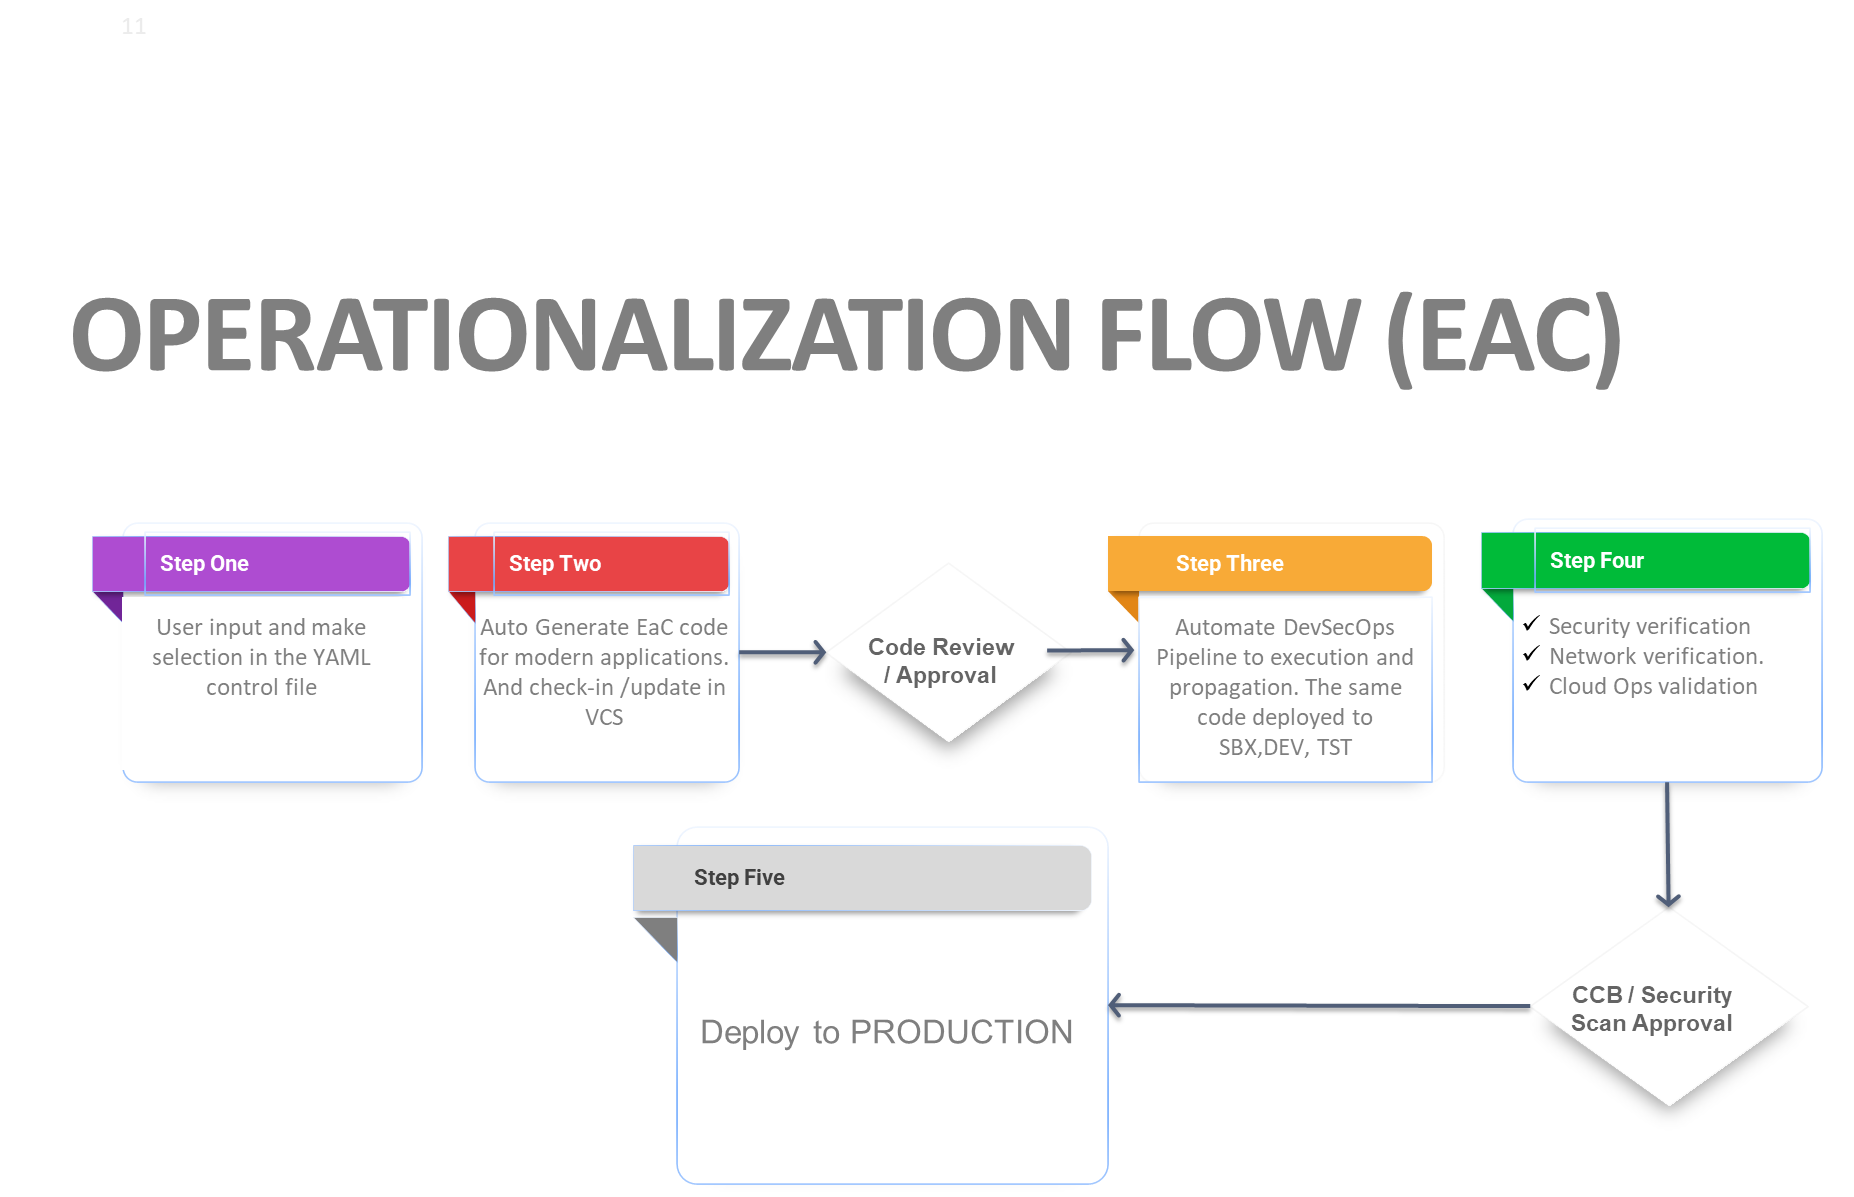 11
OPERATIONALIZATION FLOW (EAC)
Step One
User input and make
selection in the YAML
control file
Step Two
Auto Generate EaC code
for modern applications.
And check-in /update in
VCS
Code Review
/ Approval
Step Three
Automate DevSecOps
Pipeline to execution and
propagation. The same
code deployed to
SBX,DEV, TST
Step Four
✓ Security verification
✓ Network verification.
✓ Cloud Ops validation
CCB / Security
Scan Approval
Step Five
Deploy to PRODUCTION